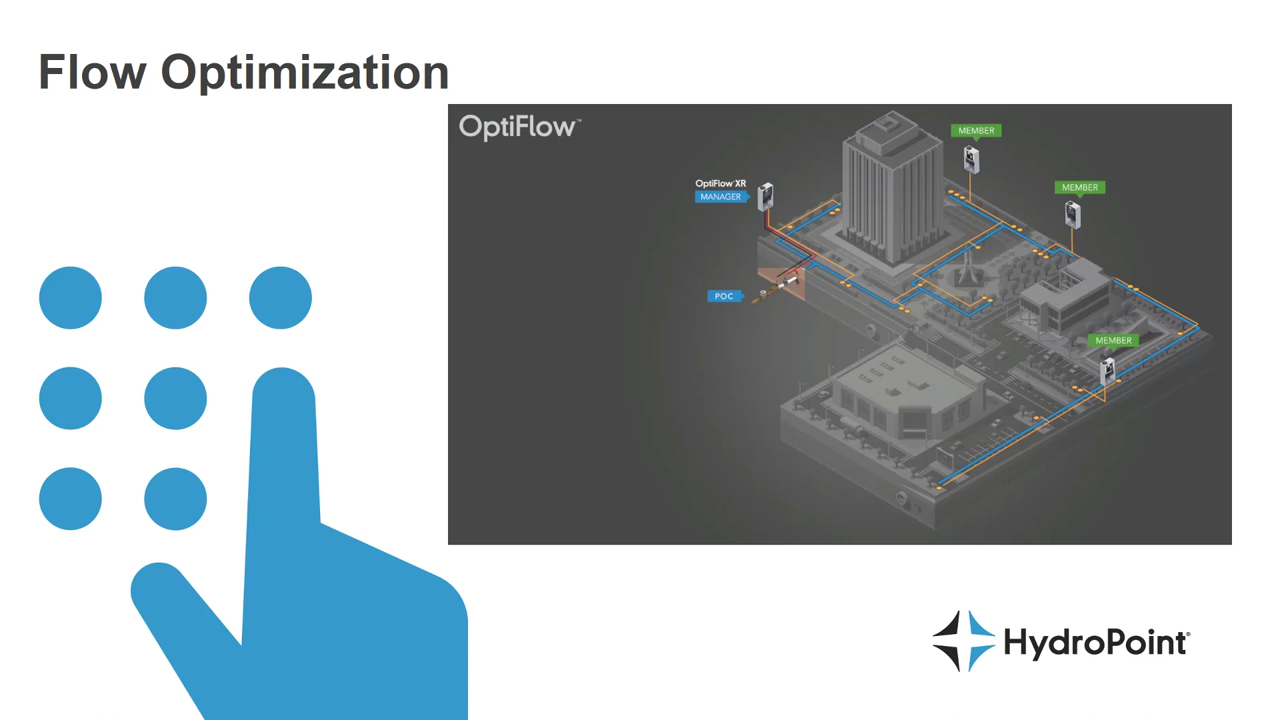 Flow Optimization
OptiFlow™
MEMBER
OptiFlow XR
MANAGER
MEMBER
POC
MEMBER
HydroPoint®